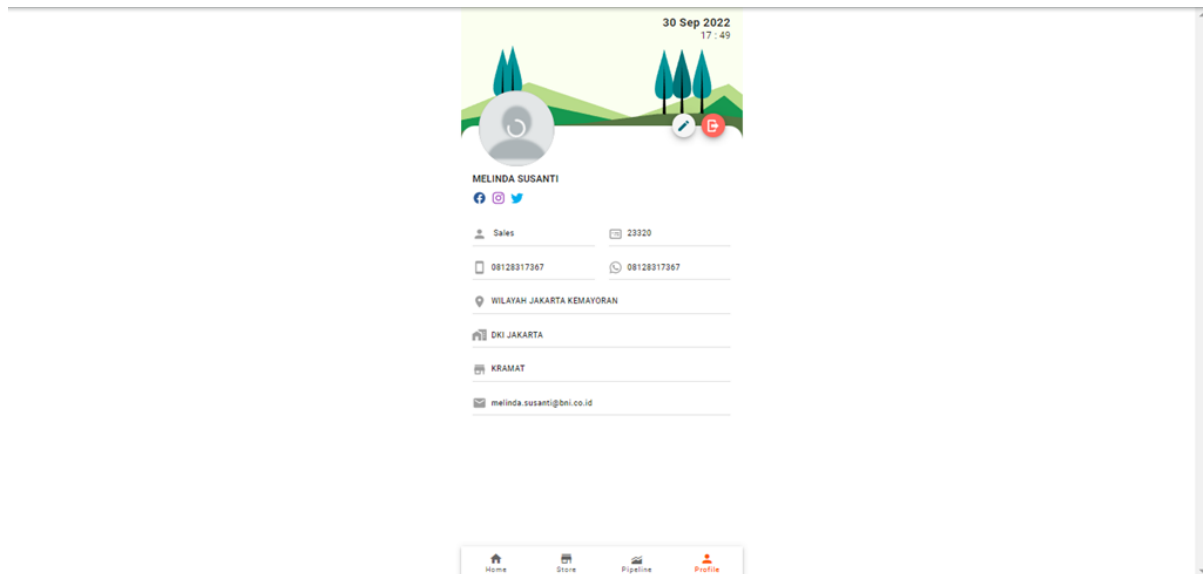 30 Sep 2022
17 : 49
MELINDA SUSANTI
Sales
23320
08128317367
08128317367
WILAYAH JAKARTA KEMAYORAN
DKI JAKARTA
KRAMAT
melinda.susanti@bni.co.id
Home
Store
Pipeline
Profile